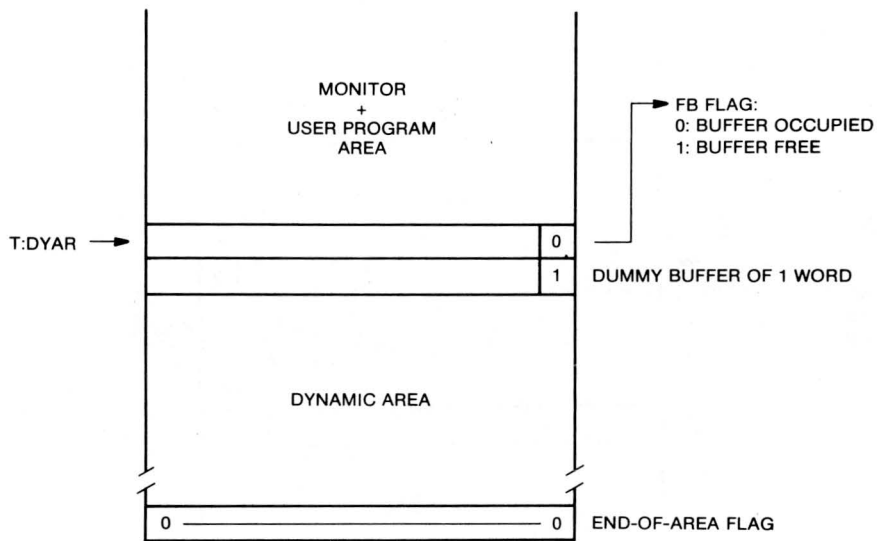 MONITOR
+
USER PROGRAM
AREA
FB FLAG:
0: BUFFER OCCUPIED
1: BUFFER FREE
T:DYAR
0
1
DUMMY BUFFER OF 1 WORD
DYNAMIC AREA
0 0
END-OF-AREA FLAG